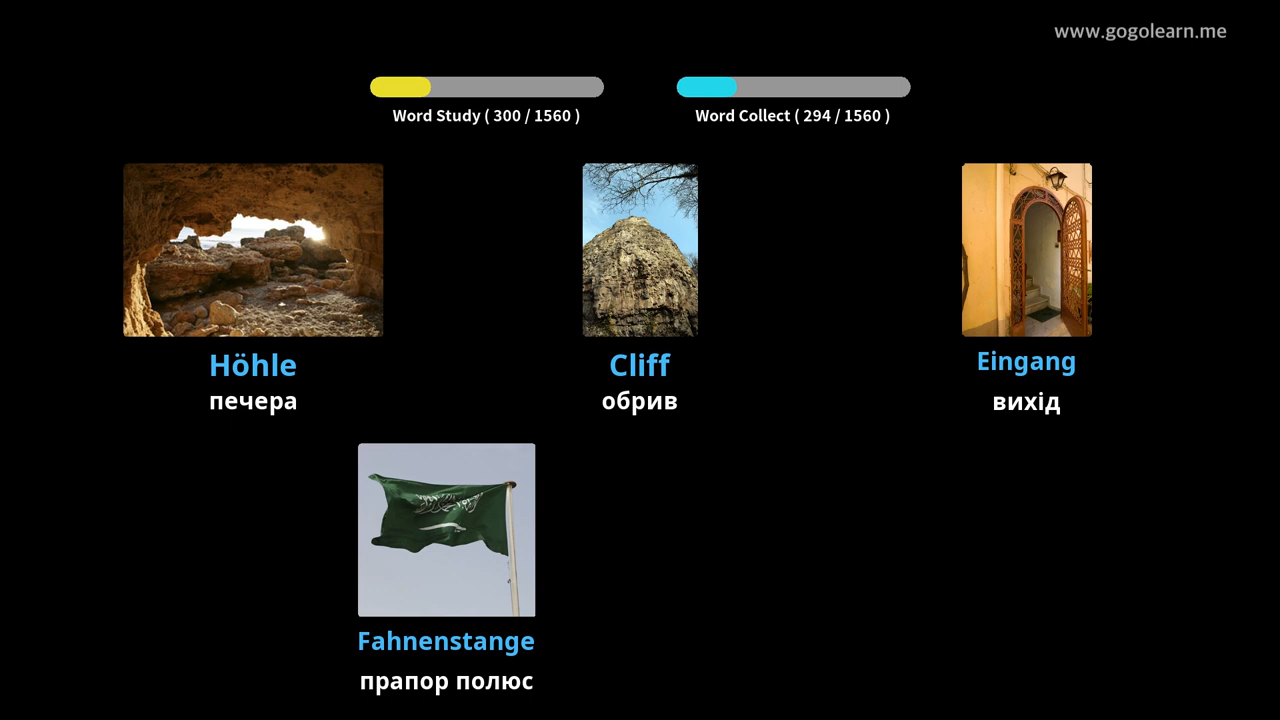 www.gogolearn.me
Word Study ( 300 / 1560 )
Word Collect ( 294 / 1560 )
Höhle
печера
Cliff
обрив
Eingang
вихід
Fahnenstange
прапор полюс